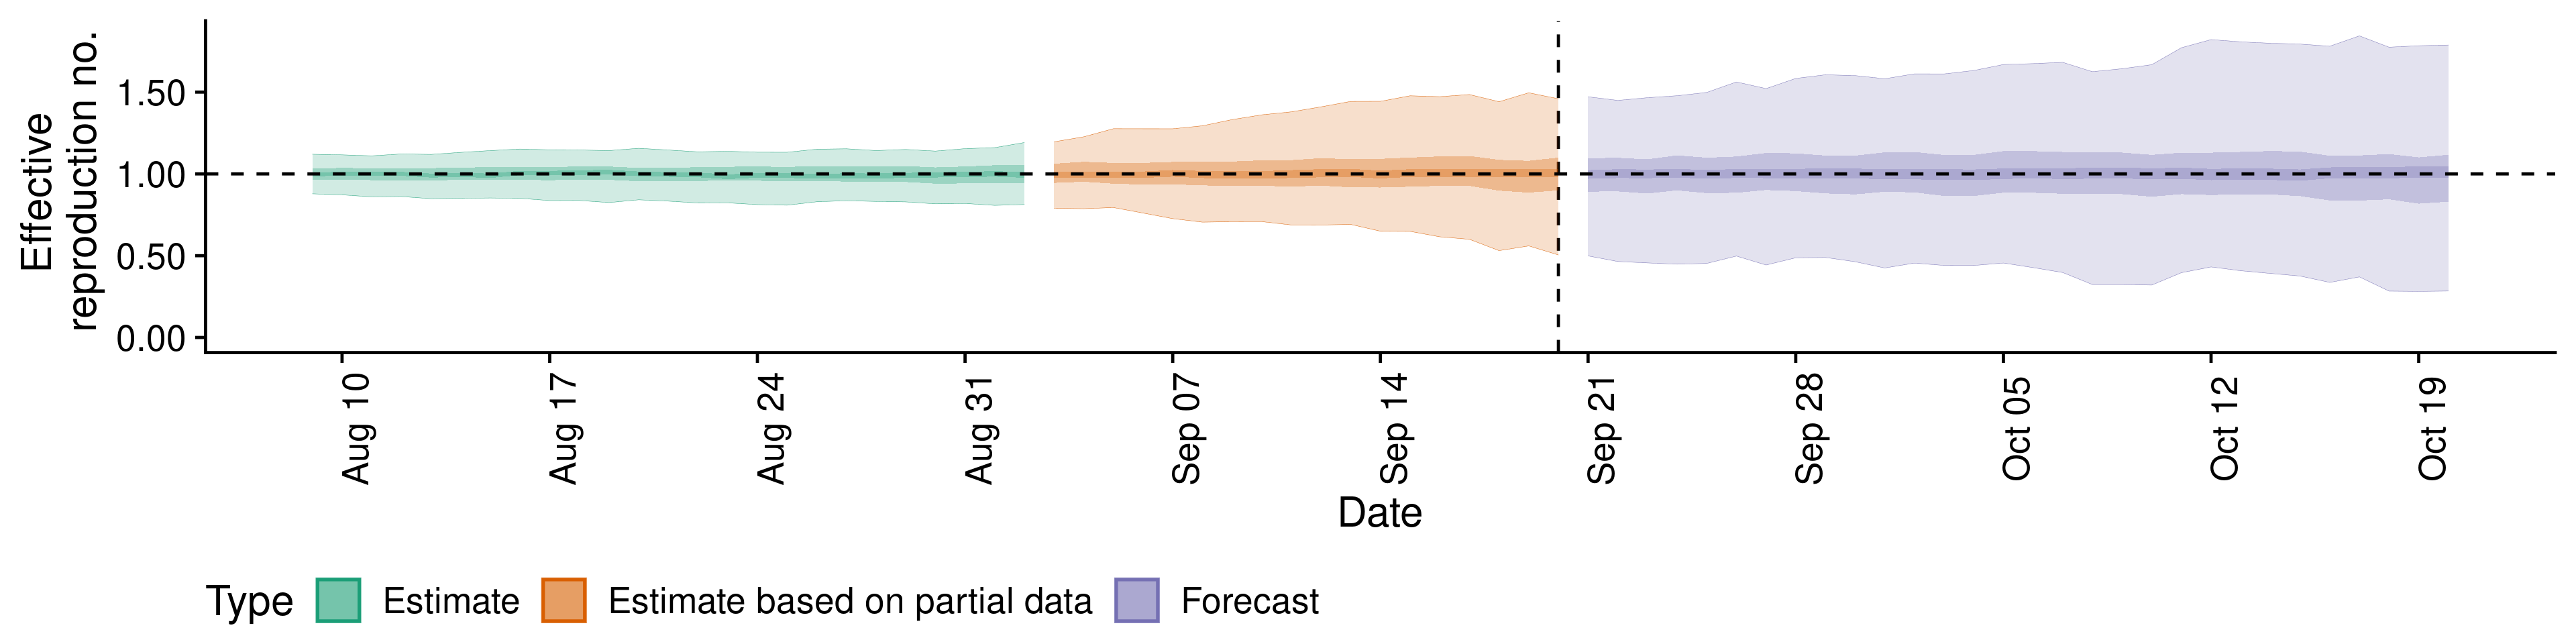 Effective
reproduction no.
1.50
1.00
0.50
0.00
Aug 10
Aug 17
Aug 24
Aug 31
Sep 07
Sep 14
Sep 21
Sep 28
Oct 05
Oct 12
Oct 19
Date
Type Estimate Estimate based on partial data Forecast